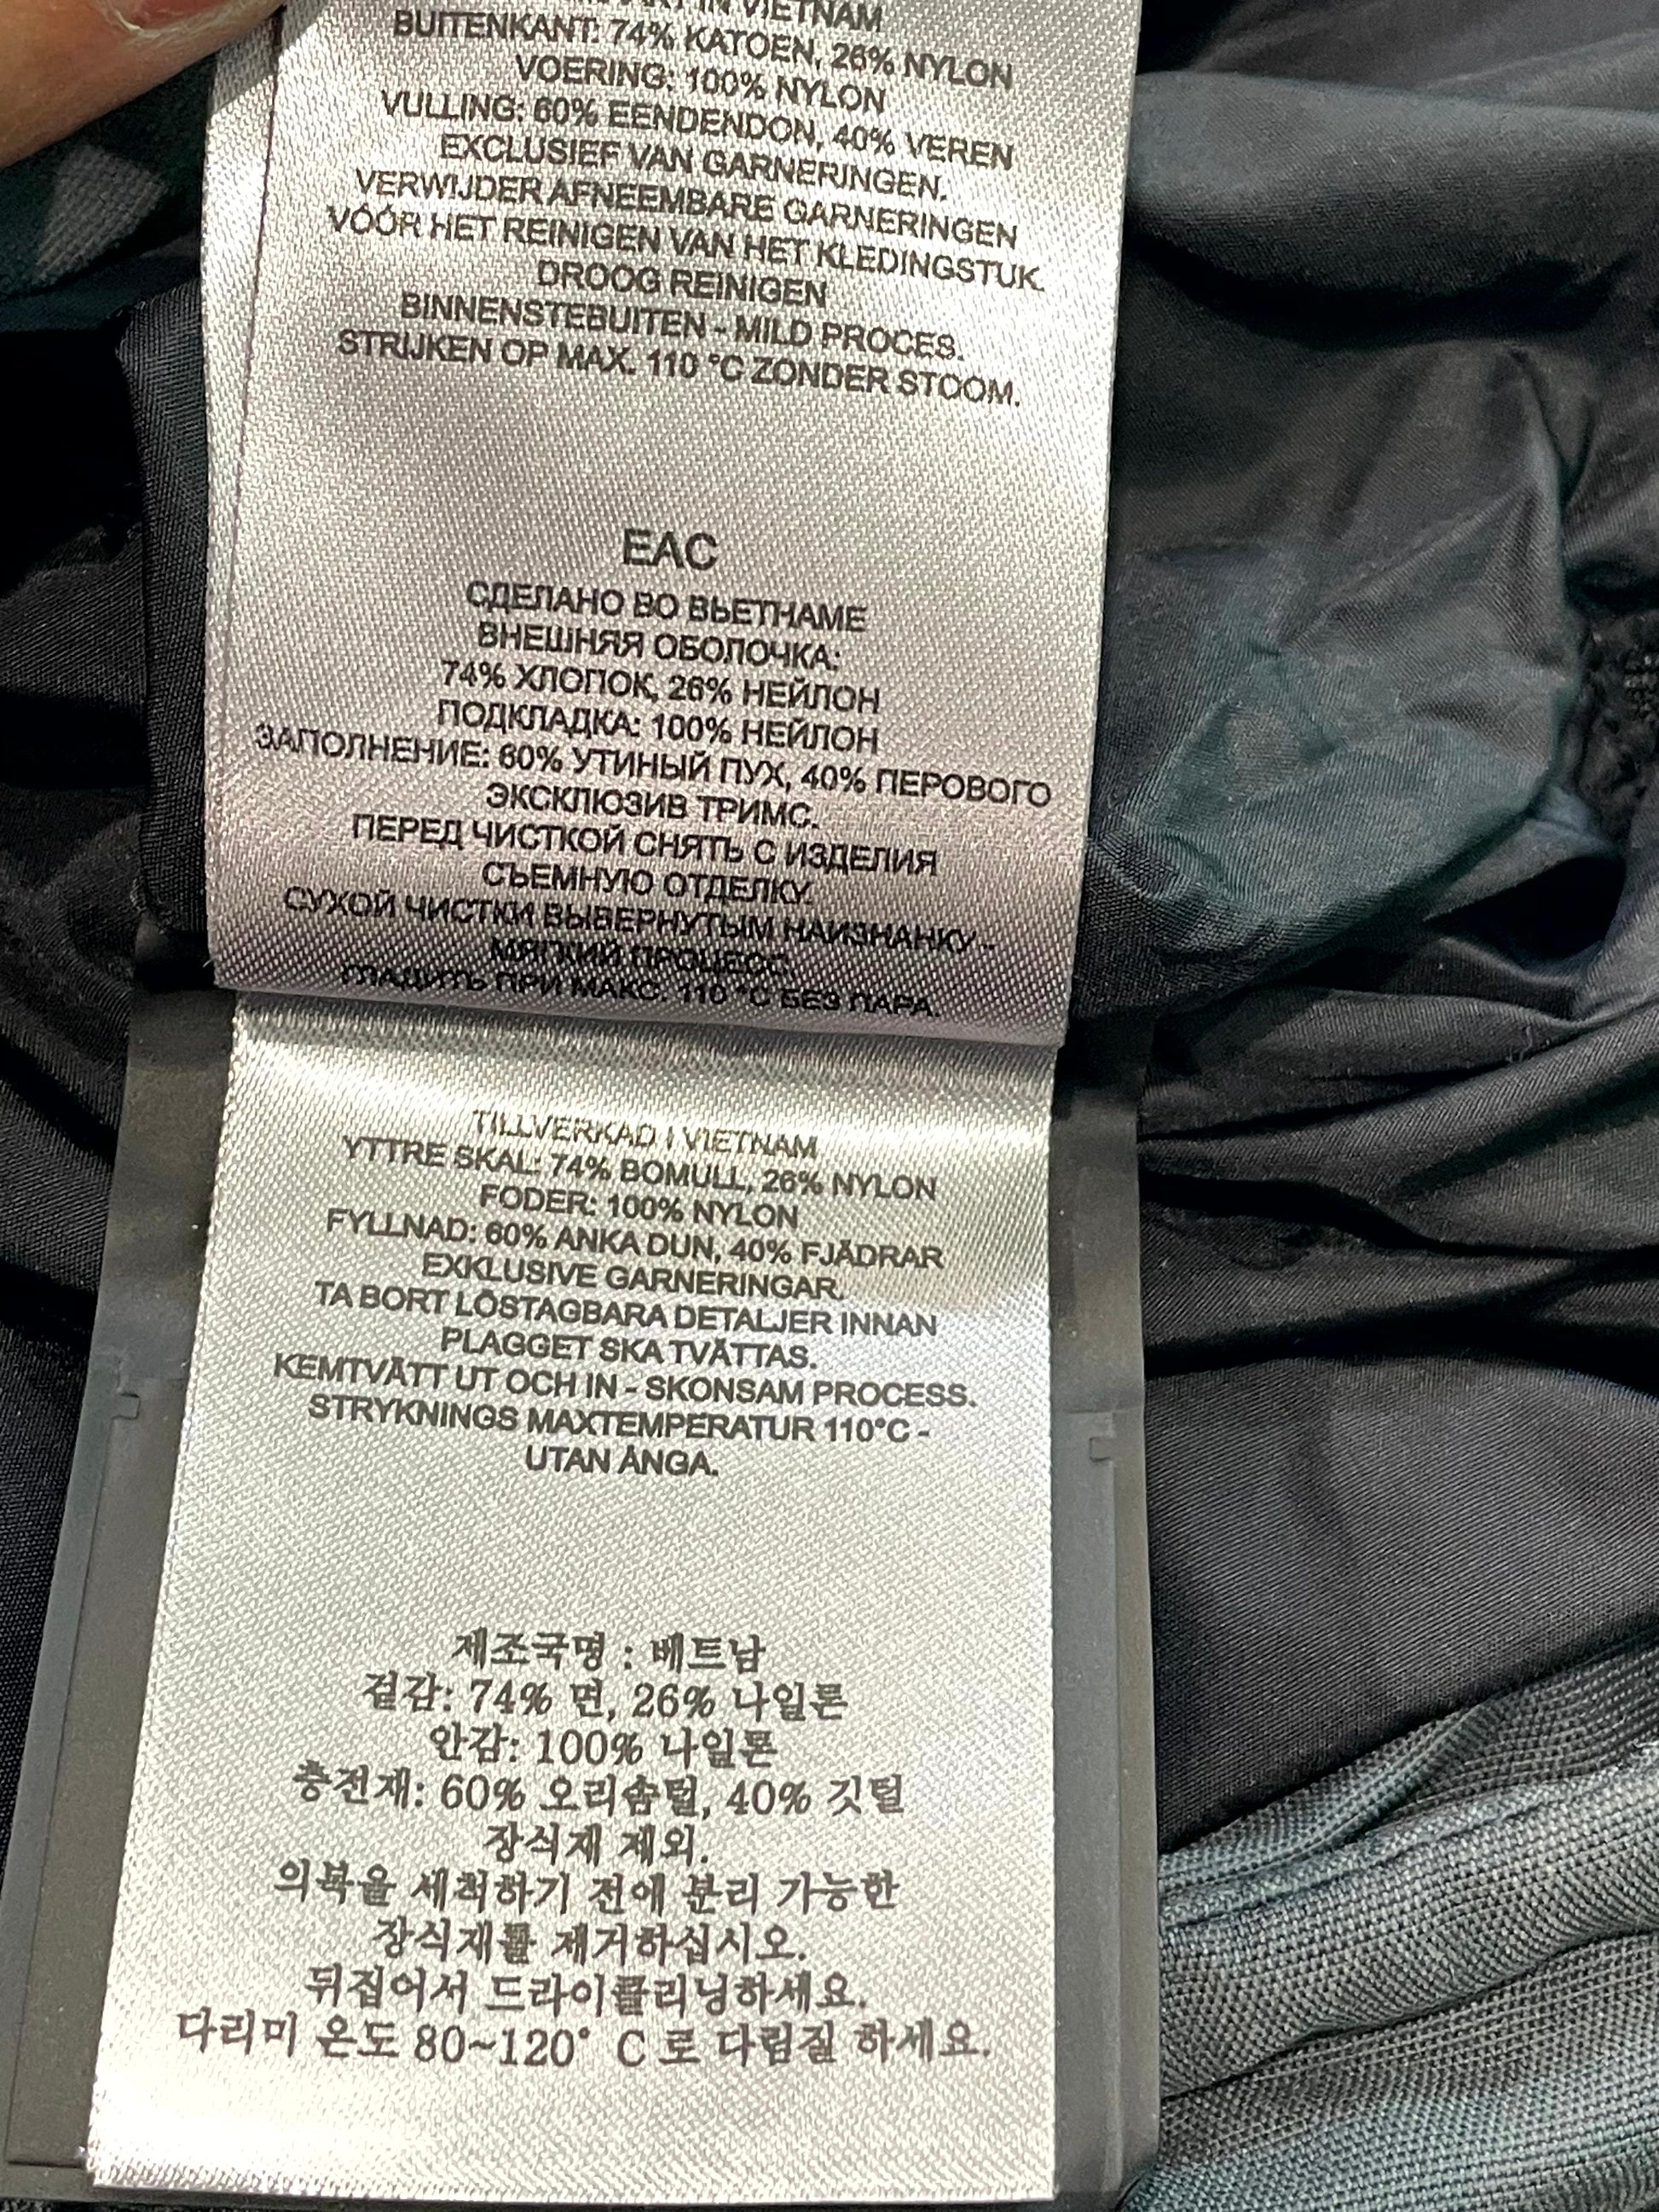 IN VIETNAM
BUITENKANT: 74% KATOEN, 26% NYLON
VOERING: 100% NYLON
VULLING: 60% EENDENDON, 40% VEREN
EXCLUSIEF VAN GARNERINGEN.
VERWIJDER AFNEEMBARE GARNERINGEN
VÓÓR HET REINIGEN VAN HET KLEDINGSTUK.
DROOG REINIGEN
BINNENSTEBUITEN - MILD PROCES.
STRIJKEN OP MAX. 110 °C ZONDER STOOM.
EAC
СДЕЛАНО ВО ВЬЕТНАМЕ
ВНЕШНЯЯ ОБОЛОЧКА:
74% ХЛОПОК, 26% НЕЙЛОН
ПОДКЛАДКА: 100% НЕЙЛОН
ЗАПОЛНЕНИЕ: 60% УТИНЫЙ ПУХ, 40% ПЕРОВОГО
ЭКСКЛЮЗИВ ТРИМС.
ПЕРЕД ЧИСТКОЙ СНЯТЬ С ИЗДЕЛИЯ
СЪЕМНУЮ ОТДЕЛКУ.
СУХОЙ ЧИСТКИ ВЫВЕРНУТЫМ НАИЗНАНКУ -
МЯГКИЙ ПРОЦЕСС.
ГЛАДИТЬ ПРИ МАКС. 110 °C БЕЗ ПАРА.
TILLVERKAD I VIETNAM
YTTRE SKAL: 74% BOMULL, 26% NYLON
FODER: 100% NYLON
FYLLNAD: 60% ANKA DUN, 40% FJÄDRAR
EXKLUSIVE GARNERINGAR.
TA BORT LÖSTAGBARA DETALJER INNAN
PLAGGET SKA TVÄTTAS.
KEMTVÄTT UT OCH IN - SKONSAM PROCESS.
STRYKNINGS MAXTEMPERATUR 110°C -
UTAN ÅNGA.
제조국명 : 베트남
겉감: 74% 면, 26% 나일론
안감: 100% 나일론
충전재: 60% 오리솜털, 40% 깃털
장식재 제외.
의복을 세척하기 전에 분리 가능한
장식재를 제거하십시오.
뒤집어서 드라이클리닝하세요.
다리미 온도 80~120° C 로 다림질 하세요.